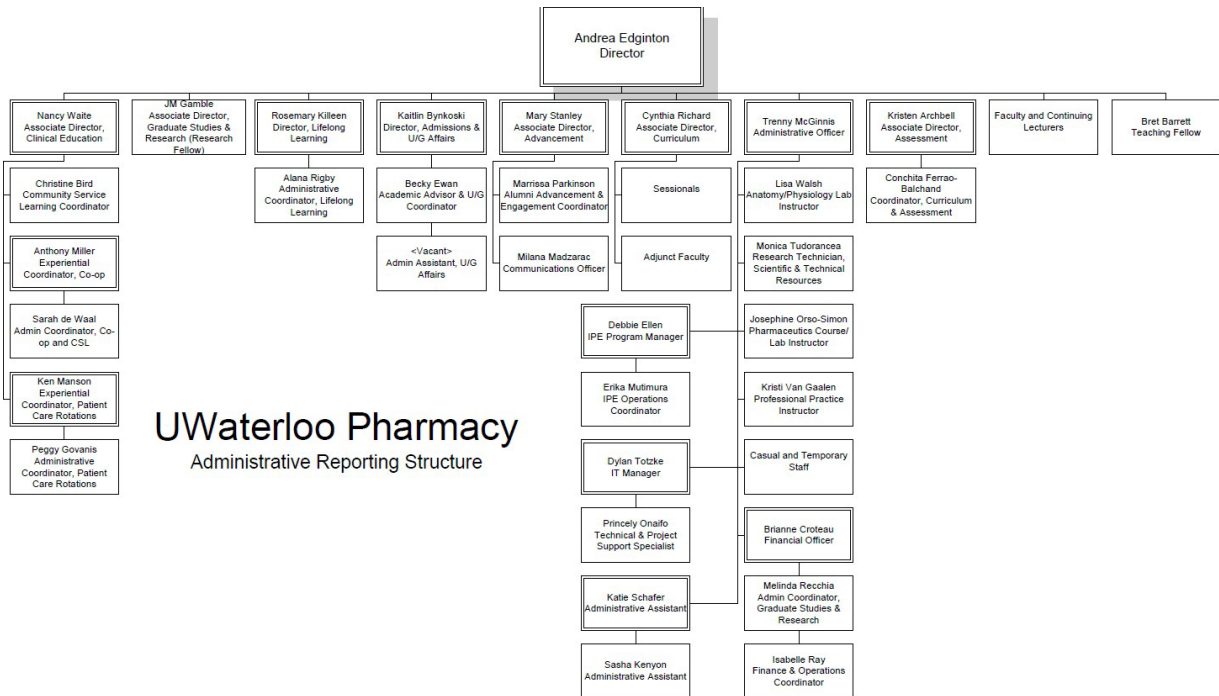 Andrea Edginton
Director
Nancy Waite
Associate Director,
Clinical Education
JM Gamble
Associate Director,
Graduate Studies &
Research (Research
Fellow)
Rosemary Killeen
Director, Lifelong
Learning
Kaitlin Bynkoski
Director, Admissions &
U/G Affairs
Mary Stanley
Associate Director,
Advancement
Cynthia Richard
Associate Director,
Curriculum
Trenny McGinnis
Administrative Officer
Kristen Archbell
Associate Director,
Assessment
Faculty and Continuing
Lecturers
Bret Barrett
Teaching Fellow
Christine Bird
Community Service
Learning Coordinator
Alana Rigby
Administrative
Coordinator, Lifelong
Learning
Becky Ewan
Academic Advisor & U/G
Coordinator
Marrissa Parkinson
Alumni Advancement &
Engagement Coordinator
Sessionals
Lisa Walsh
Anatomy/Physiology Lab
Instructor
Conchita Ferrao-
Balchand
Coordinator, Curriculum
& Assessment
Anthony Miller
Experiential
Coordinator, Co-op
<Vacant>
Admin Assistant, U/G
Affairs
Milana Madzarac
Communications Officer
Adjunct Faculty
Monica Tudorancea
Research Technician,
Scientific & Technical
Resources
Sarah de Waal
Admin Coordinator, Co-
op and CSL
Debbie Ellen
IPE Program Manager
Josephine Orso-Simon
Pharmaceutics Course/
Lab Instructor
Ken Manson
Experiential
Coordinator, Patient
Care Rotations
Erika Mutimura
IPE Operations
Coordinator
Kristi Van Gaalen
Professional Practice
Instructor
UWaterloo Pharmacy
Administrative Reporting Structure
Peggy Govanis
Administrative
Coordinator, Patient
Care Rotations
Dylan Totzke
IT Manager
Casual and Temporary
Staff
Princely Onaifo
Technical & Project
Support Specialist
Brianne Croteau
Financial Officer
Katie Schafer
Administrative Assistant
Melinda Recchia
Admin Coordinator,
Graduate Studies &
Research
Sasha Kenyon
Administrative Assistant
Isabelle Ray
Finance & Operations
Coordinator